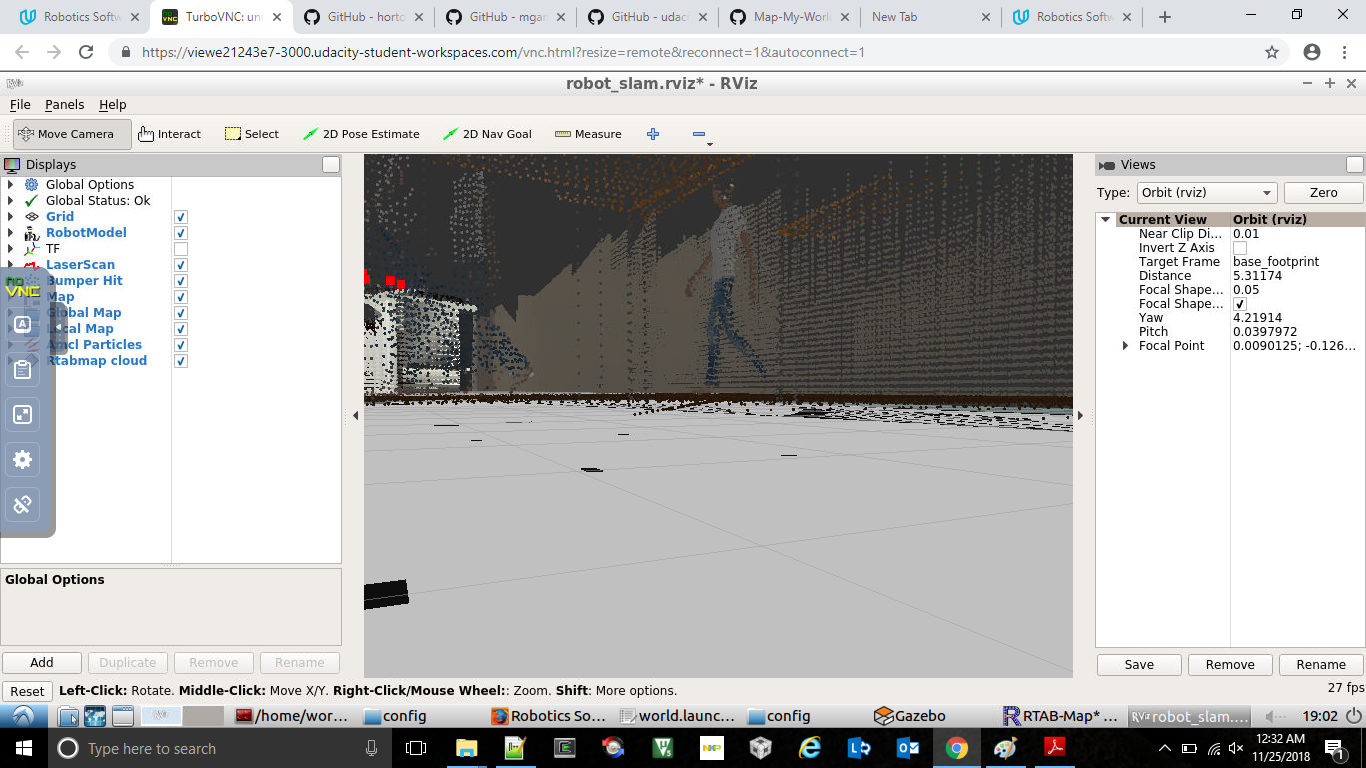 Robotics Softw
TurboVNC: un
GitHub - horto
GitHub - mgan
GitHub - udaci
Map-My-World
New Tab
Robotics Softw
https://viewe21243e7-3000.udacity-student-workspaces.com/vnc.html?resize=remote&reconnect=1&autoconnect=1
RViz
robot_slam.rviz* - RViz
File Panels Help
Move Camera Interact Select 2D Pose Estimate 2D Nav Goal Measure
Displays
Global Options
Global Status: Ok
Grid
RobotModel
TF
LaserScan
Bumper Hit
Map
Global Map
Local Map
Amcl Particles
Rtabmap cloud
no
VNC
A
Global Options
Add Duplicate Remove Rename
Views
Type: Orbit (rviz) Zero
Current View Orbit (rviz)
Near Clip Di... 0.01
Invert Z Axis
Target Frame base_footprint
Distance 5.31174
Focal Shape... 0.05
Focal Shape...
Yaw 4.21914
Pitch 0.0397972
Focal Point 0.0090125; -0.126...
Save Remove Rename
Reset Left-Click: Rotate. Middle-Click: Move X/Y. Right-Click/Mouse Wheel:: Zoom. Shift: More options. 27 fps
/home/wor... config Robotics So... world.launc... config Gazebo RTAB-Map* ... RViz robot_slam.... 19:02
Type here to search
12:32 AM
11/25/2018
1